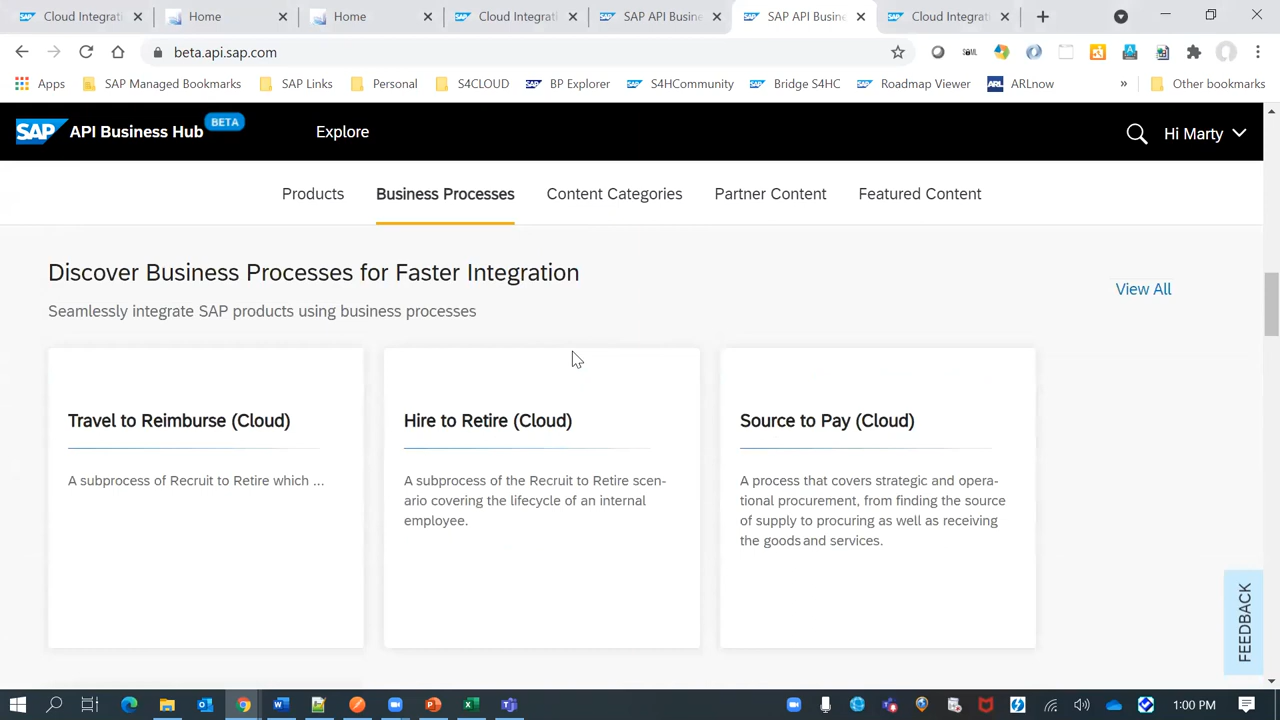 Cloud Integrati
Home
Home
Cloud Integrati
SAP API Busine
SAP API Busine
Cloud Integrati
beta.api.sap.com
SAML
Apps
SAP Managed Bookmarks
SAP Links
Personal
S4CLOUD
BP Explorer
S4HCommunity
Bridge S4HC
Roadmap Viewer
ARL ARLnow
»
Other bookmarks
SAP API Business Hub BETA
Explore
Hi Marty
Products
Business Processes
Content Categories
Partner Content
Featured Content
Discover Business Processes for Faster Integration
View All
Seamlessly integrate SAP products using business processes
Travel to Reimburse (Cloud)
A subprocess of Recruit to Retire which ...
Hire to Retire (Cloud)
A subprocess of the Recruit to Retire scen-
ario covering the lifecycle of an internal
employee.
Source to Pay (Cloud)
A process that covers strategic and opera-
tional procurement, from finding the source
of supply to procuring as well as receiving
the goods and services.
FEEDBACK
1:00 PM